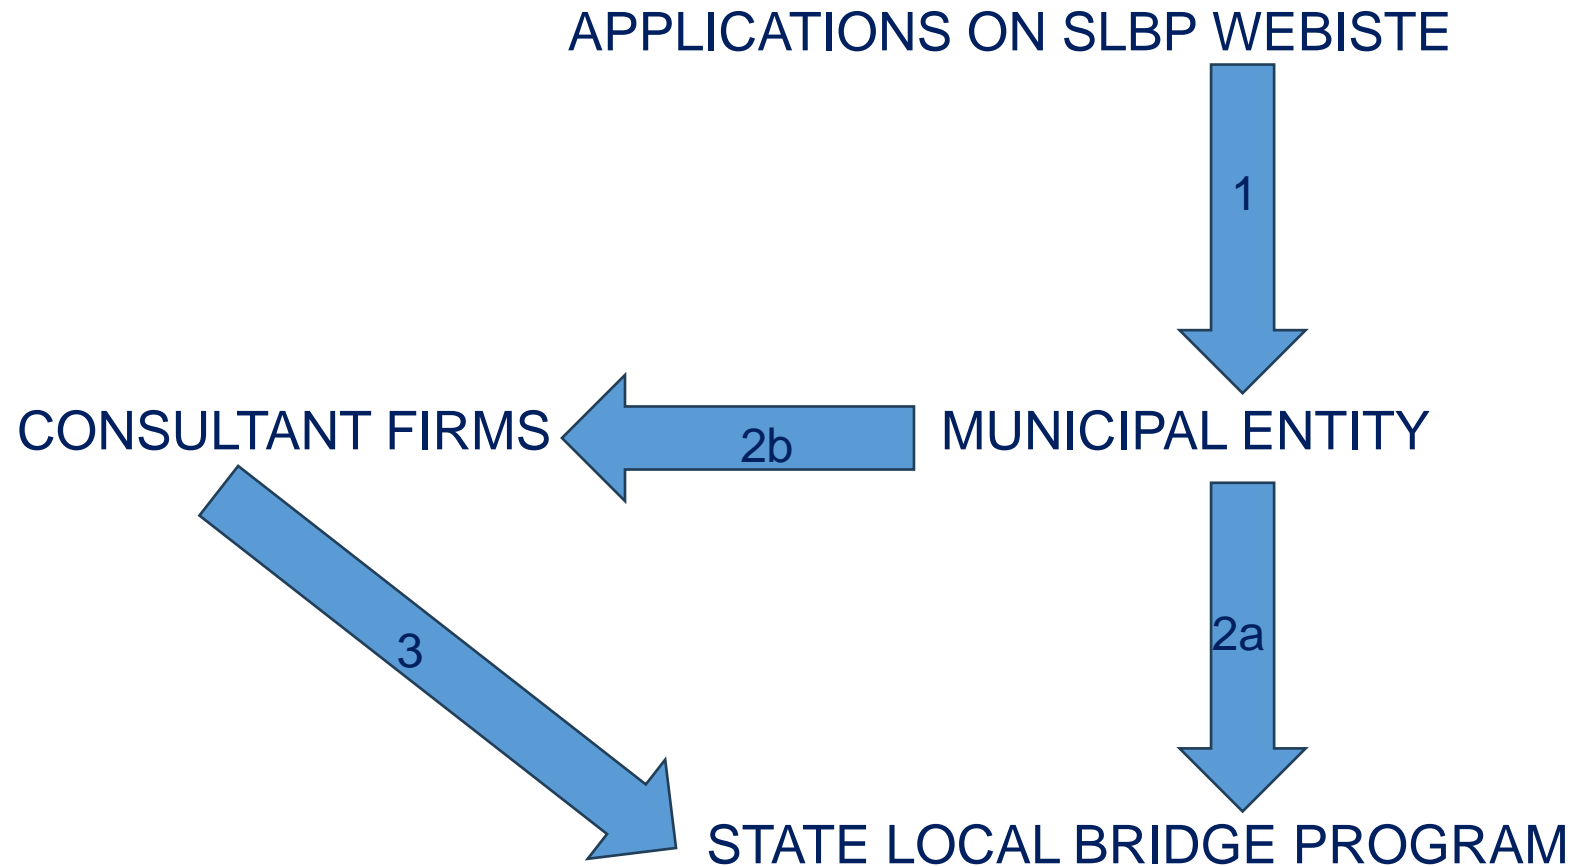 APPLICATIONS ON SLBP WEBISTE
1
CONSULTANT FIRMS
2b
MUNICIPAL ENTITY
3
2a
STATE LOCAL BRIDGE PROGRAM